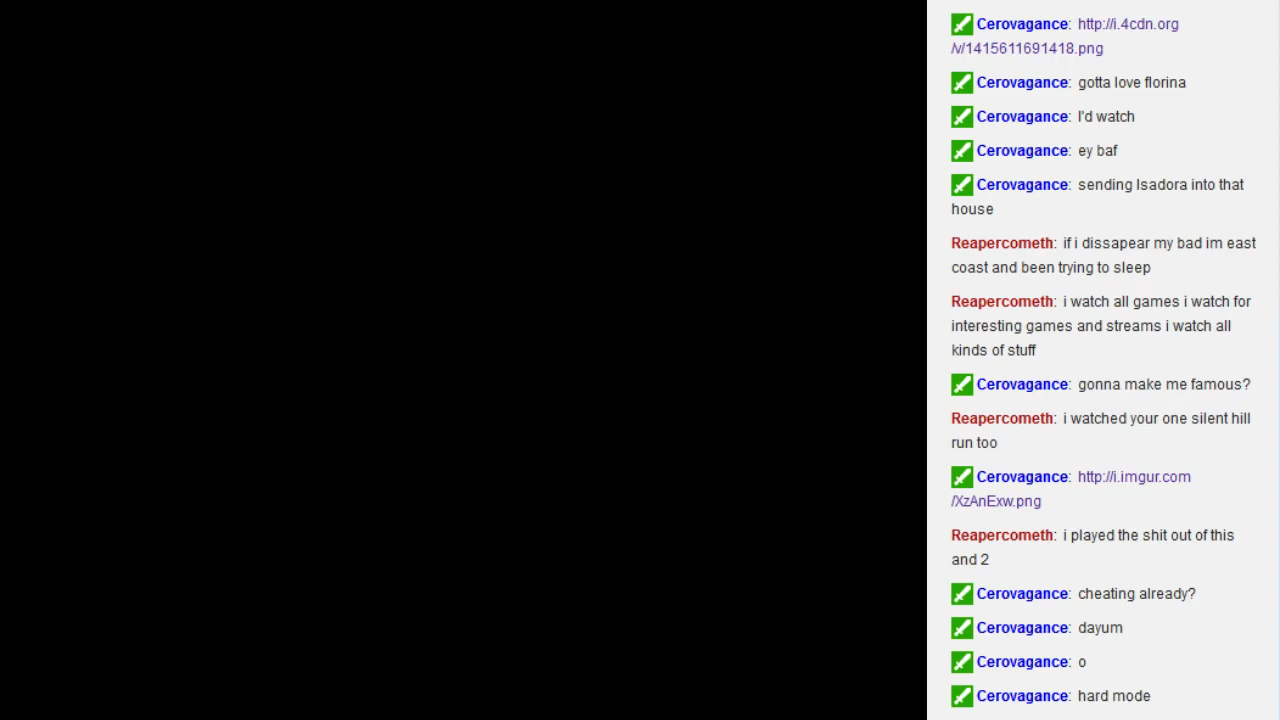 Cerovagance: http://i.4cdn.org
/v/1415611691418.png
Cerovagance: gotta love florina
Cerovagance: I'd watch
Cerovagance: ey baf
Cerovagance: sending Isadora into that
house
Reapercometh: if i dissapear my bad im east
coast and been trying to sleep
Reapercometh: i watch all games i watch for
interesting games and streams i watch all
kinds of stuff
Cerovagance: gonna make me famous?
Reapercometh: i watched your one silent hill
run too
Cerovagance: http://i.imgur.com
/XzAnExw.png
Reapercometh: i played the shit out of this
and 2
Cerovagance: cheating already?
Cerovagance: dayum
Cerovagance: o
Cerovagance: hard mode